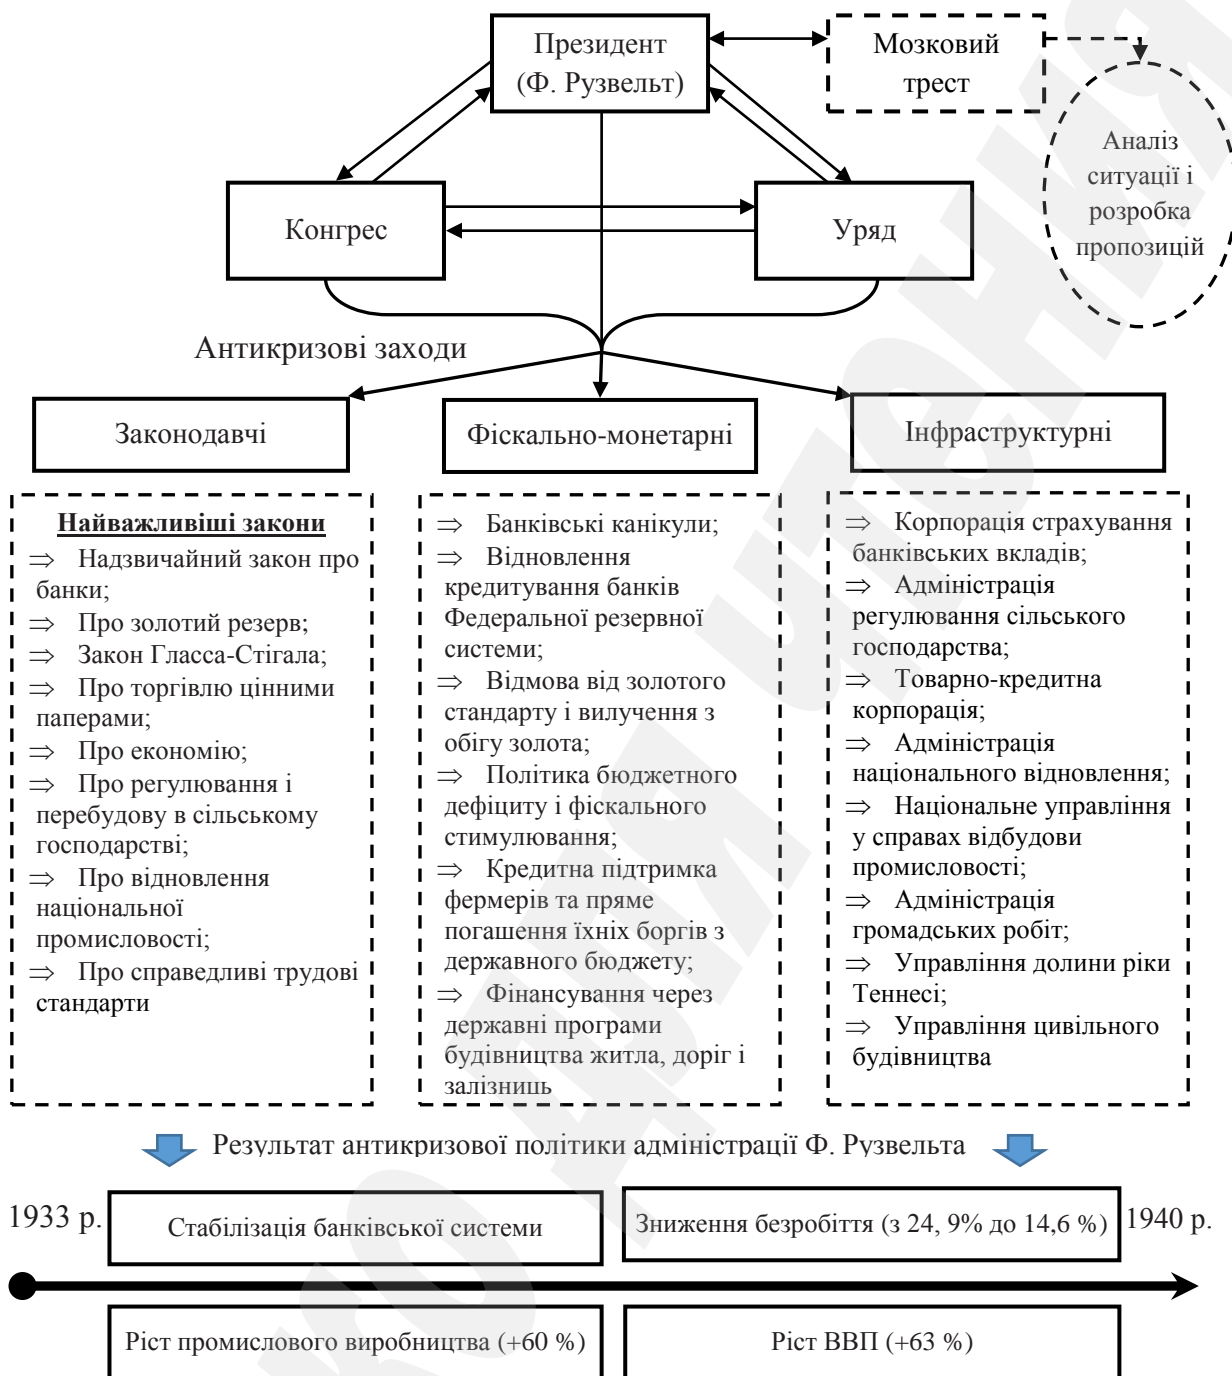 Президент
(Ф. Рузвельт)
Мозковий
трест
Аналіз
ситуації і
розробка
пропозицій
Конгрес
Уряд
Антикризові заходи
Законодавчі
Фіскально-монетарні
Інфраструктурні
Найважливіші закони
⇒ Надзвичайний закон про
банки;
⇒ Про золотий резерв;
⇒ Закон Гласса-Стігала;
⇒ Про торгівлю цінними
паперами;
⇒ Про економію;
⇒ Про регулювання і
перебудову в сільському
господарстві;
⇒ Про відновлення
національної
промисловості;
⇒ Про справедливі трудові
стандарти
⇒ Банківські канікули;
⇒ Відновлення
кредитування банків
Федеральної резервної
системи;
⇒ Відмова від золотого
стандарту і вилучення з
обігу золота;
⇒ Політика бюджетного
дефіциту і фіскального
стимулювання;
⇒ Кредитна підтримка
фермерів та пряме
погашення їхніх боргів з
державного бюджету;
⇒ Фінансування через
державні програми
будівництва житла, доріг і
залізниць
⇒ Корпорація страхування
банківських вкладів;
⇒ Адміністрація
регулювання сільського
господарства;
⇒ Товарно-кредитна
корпорація;
⇒ Адміністрація
національного відновлення;
⇒ Національне управління
у справах відбудови
промисловості;
⇒ Адміністрація
громадських робіт;
⇒ Управління долини ріки
Теннесі;
⇒ Управління цивільного
будівництва
Результат антикризової політики адміністрації Ф. Рузвельта
1933 р.
Стабілізація банківської системи
Зниження безробіття (з 24, 9% до 14,6 %)
1940 р.
Ріст промислового виробництва (+60 %)
Ріст ВВП (+63 %)
для чтения